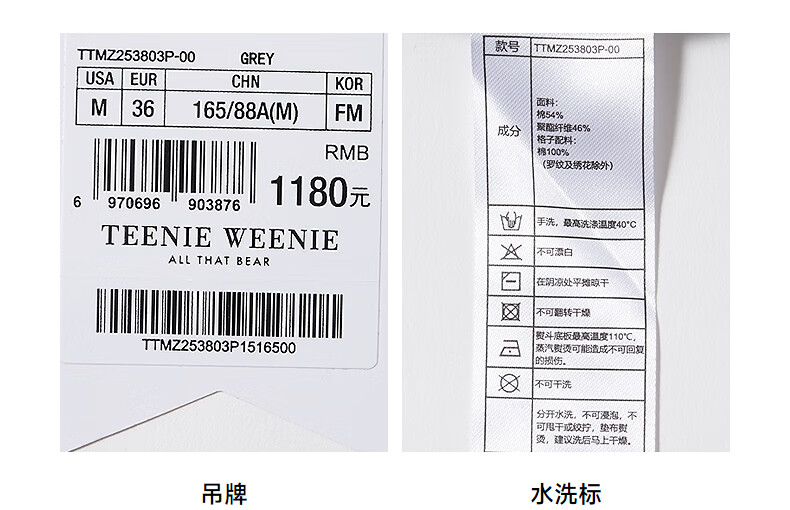 TTMZ253803P-00 GREY
USA EUR CHN KOR
M 36 165/88A(M) FM
RMB
6 970696 903876 1180元
TEENIE WEENIE
ALL THAT BEAR
TTMZ253803P1516500
吊牌
款号 TTMZ253803P-00
成分
面料:
棉54%
聚酯纤维46%
格子配料:
棉100%
(罗纹及绣花除外)
手洗,最高洗涤温度40°C
不可漂白
在阴凉处平摊晾干
不可翻转干燥
熨斗底板最高温度110℃,
蒸汽熨烫可能造成不可回复
的损伤。
不可干洗
分开水洗,不可浸泡,不
可甩干或绞拧,垫布熨
烫,建议洗后马上干燥。
水洗标